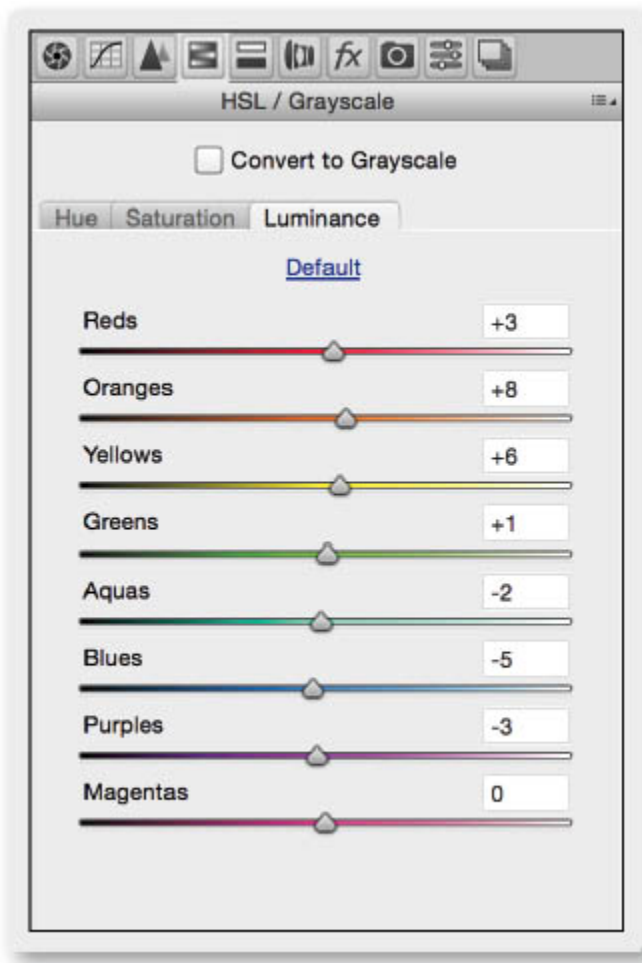 fx
HSL / Grayscale
Convert to Grayscale
Hue Saturation Luminance
Default
Reds +3
Oranges +8
Yellows +6
Greens +1
Aquas -2
Blues -5
Purples -3
Magentas 0